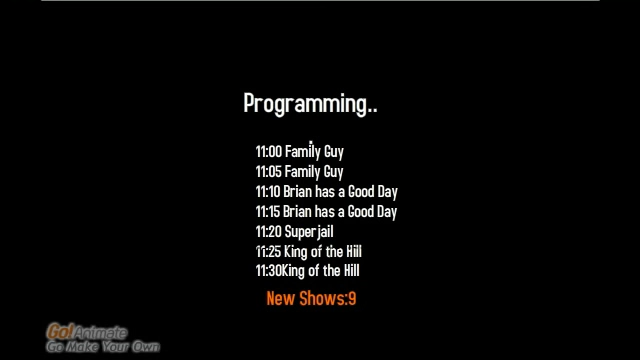 Programming..
11:00 Family Guy
11:05 Family Guy
11:10 Brian has a Good Day
11:15 Brian has a Good Day
11:20 Superjail
11:25 King of the Hill
11:30King of the Hill
New Shows:9
Go!Animate
Go Make Your Own